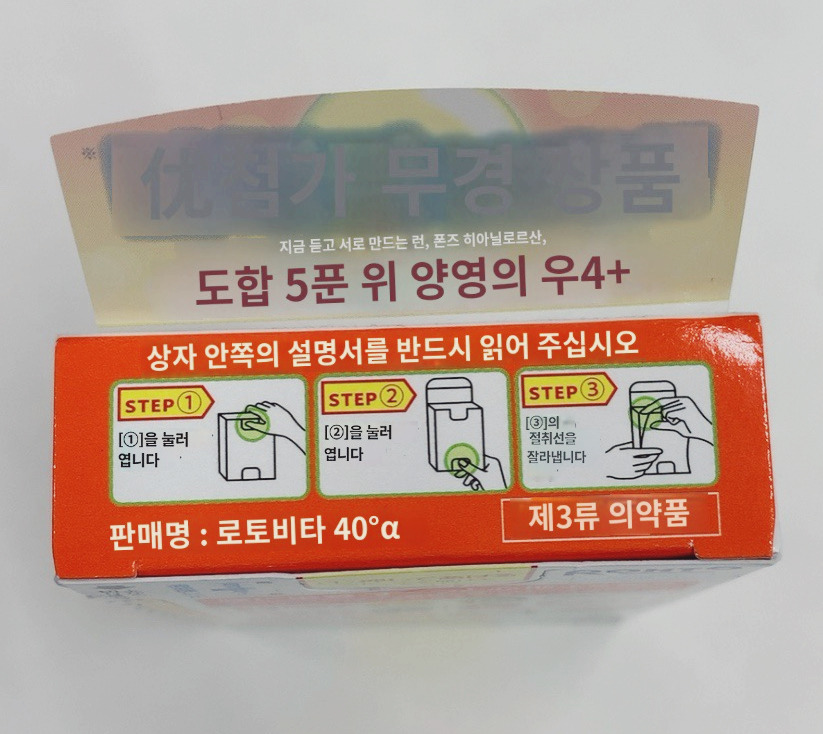 ※
지금 듣고 서로 만드는 런, 폰즈 히아닐로르산,
도합 5푼 위 양영의 우4+
상자 안쪽의 설명서를 반드시 읽어 주십시오
STEP①
[①]을 눌러
엽니다
STEP②
[②]을 눌러
엽니다
STEP③
[③]의
절취선을
잘라냅니다
판매명 : 로토비타 40°α
제3류 의약품